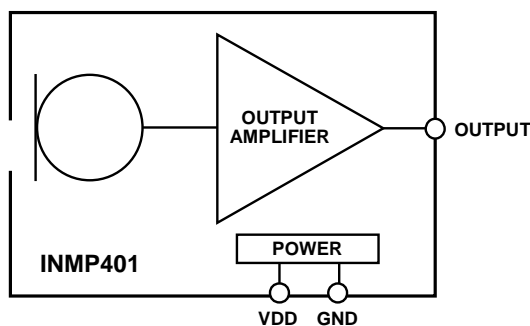 OUTPUT
AMPLIFIER
OUTPUT
POWER
INMP401
VDD GND